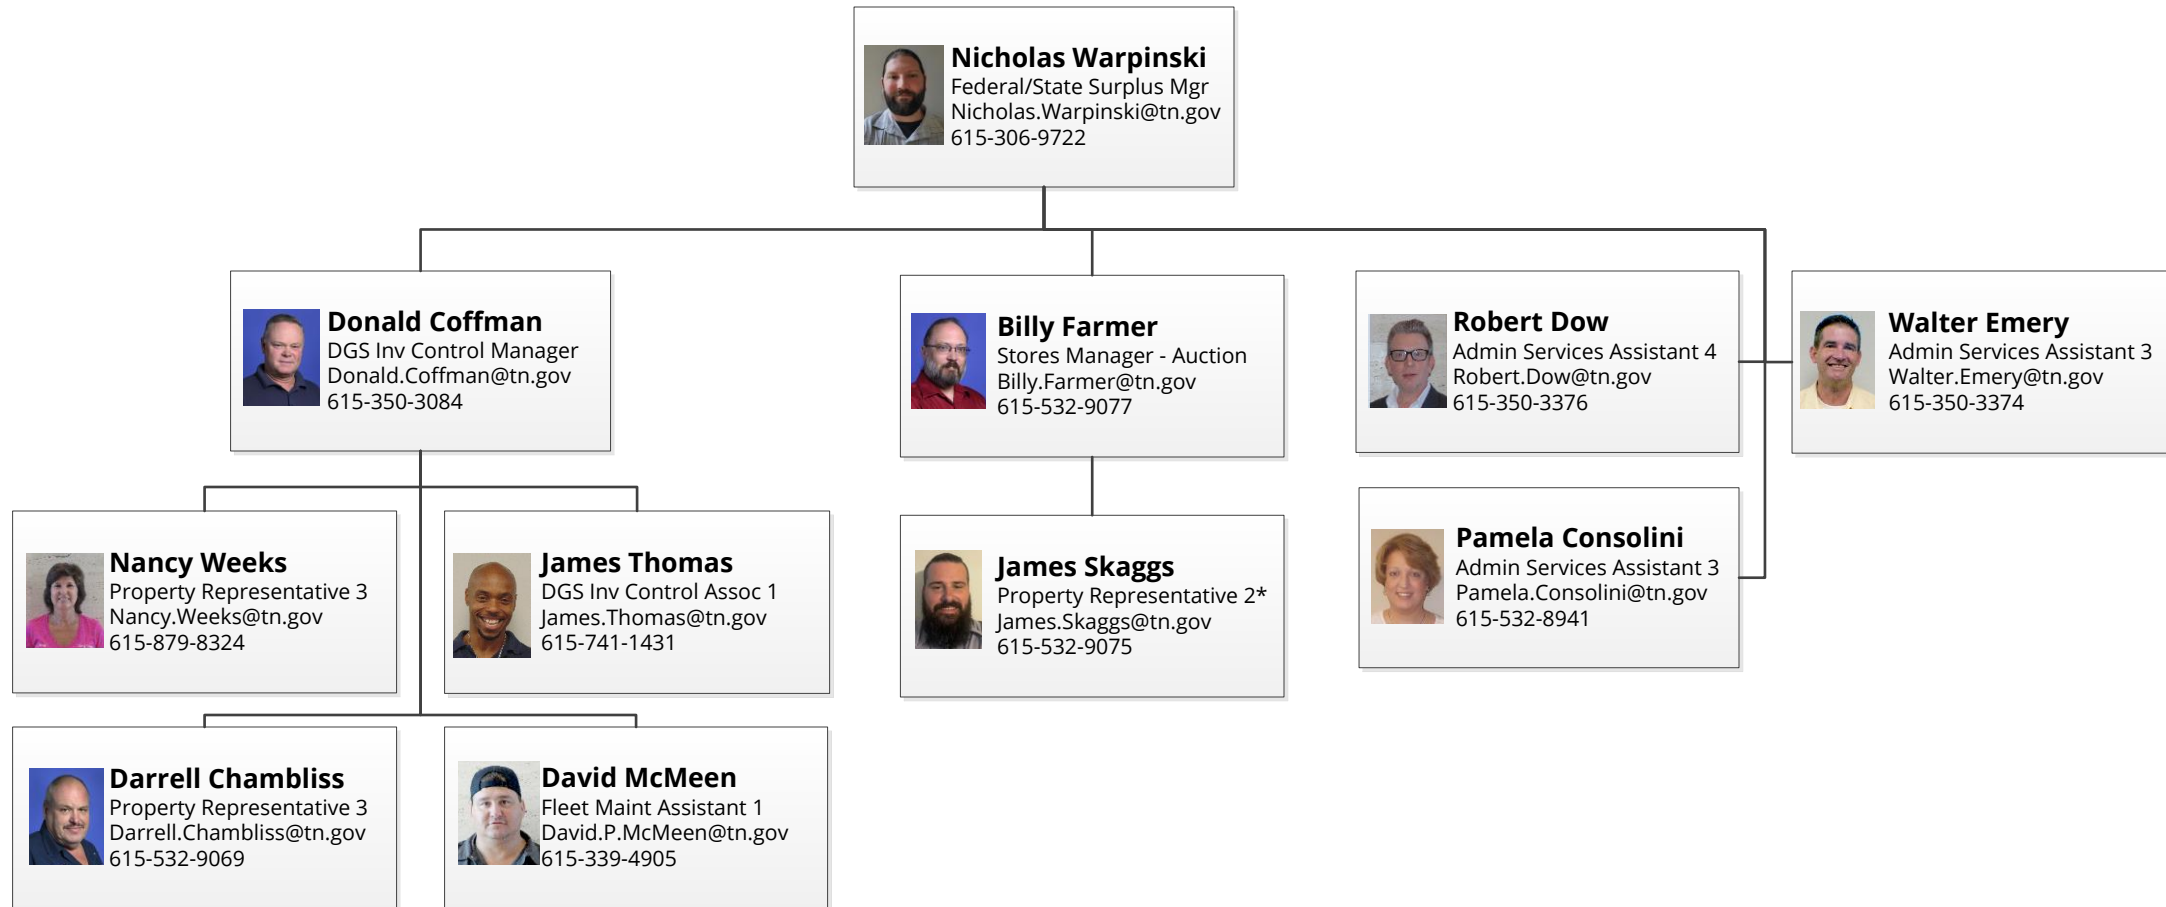 Nicholas Warpinski
Federal/State Surplus Mgr
Nicholas.Warpinski@tn.gov
615-306-9722
Donald Coffman
DGS Inv Control Manager
Donald.Coffman@tn.gov
615-350-3084
Billy Farmer
Stores Manager - Auction
Billy.Farmer@tn.gov
615-532-9077
Robert Dow
Admin Services Assistant 4
Robert.Dow@tn.gov
615-350-3376
Walter Emery
Admin Services Assistant 3
Walter.Emery@tn.gov
615-350-3374
Nancy Weeks
Property Representative 3
Nancy.Weeks@tn.gov
615-879-8324
James Thomas
DGS Inv Control Assoc 1
James.Thomas@tn.gov
615-741-1431
James Skaggs
Property Representative 2*
James.Skaggs@tn.gov
615-532-9075
Pamela Consolini
Admin Services Assistant 3
Pamela.Consolini@tn.gov
615-532-8941
Darrell Chambliss
Property Representative 3
Darrell.Chambliss@tn.gov
615-532-9069
David McMeen
Fleet Maint Assistant 1
David.P.McMeen@tn.gov
615-339-4905